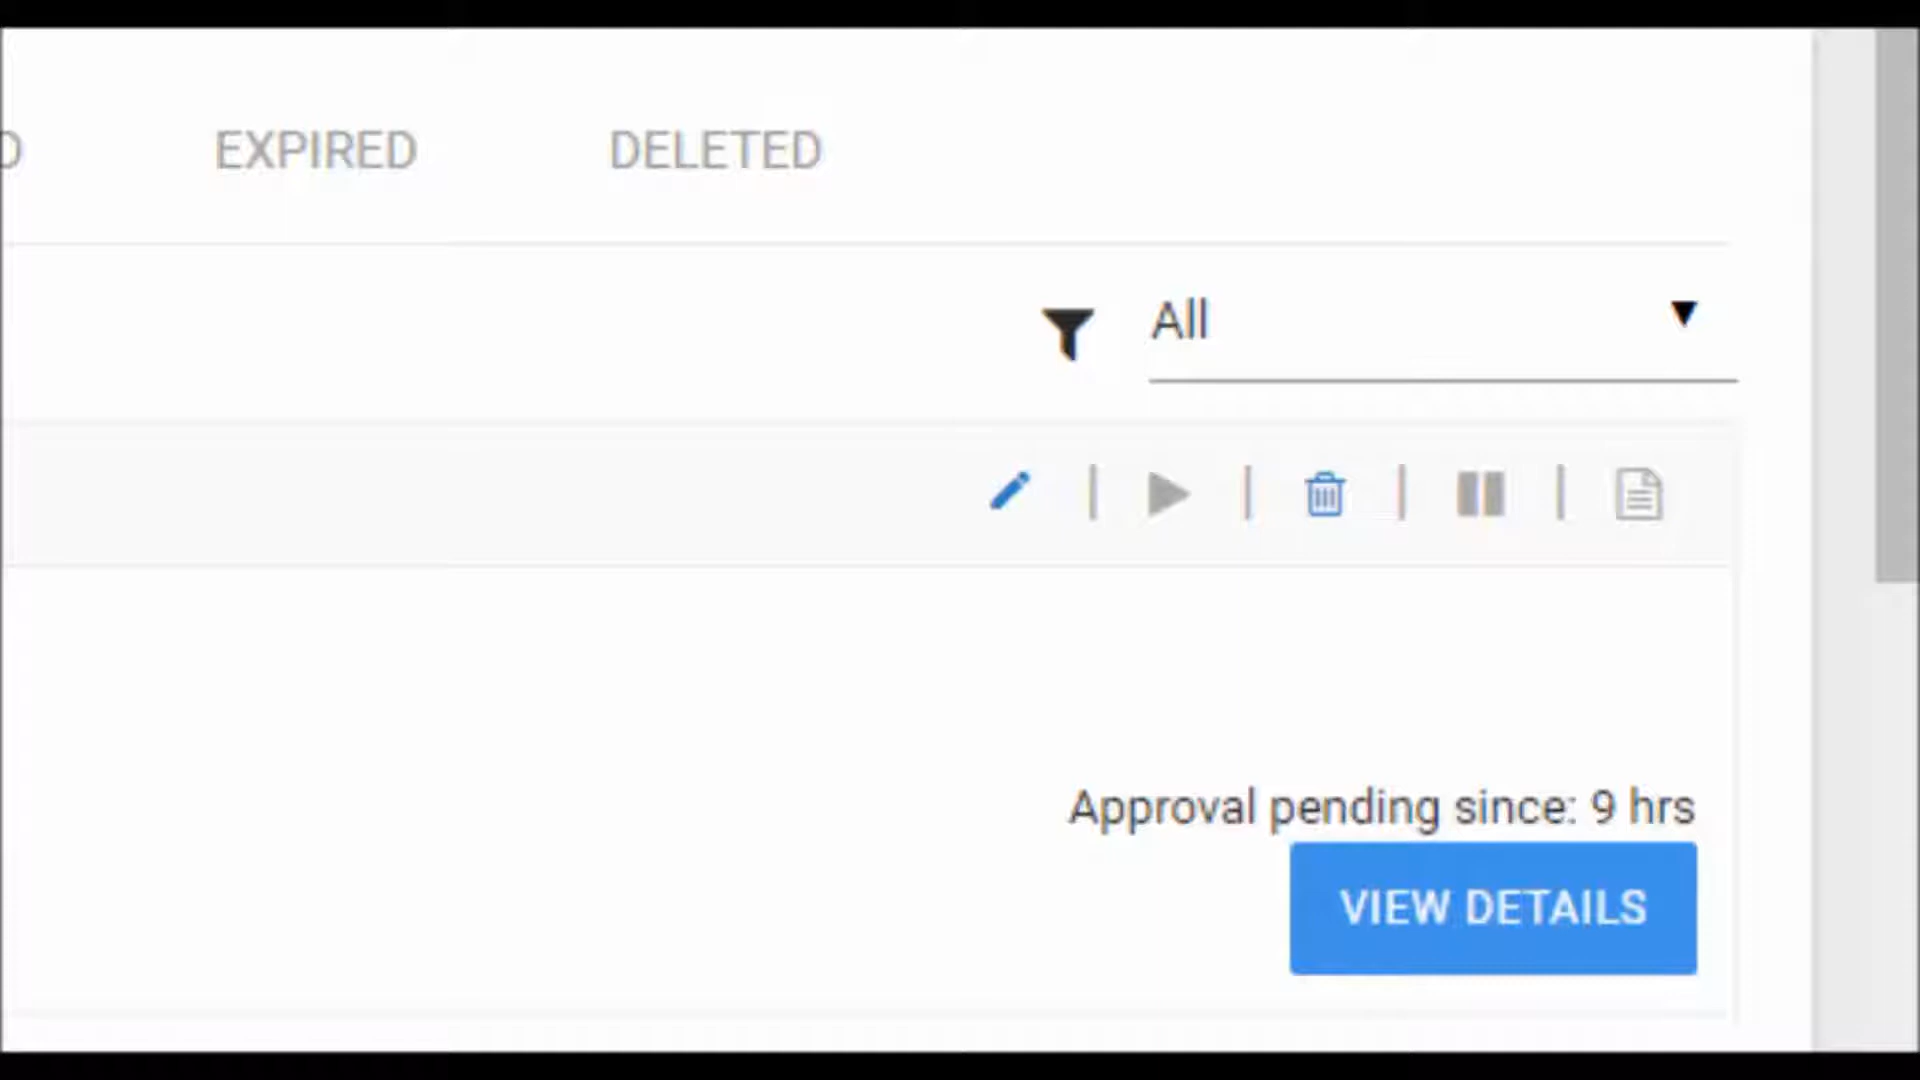 EXPIRED DELETED
All
Approval pending since: 9 hrs
VIEW DETAILS